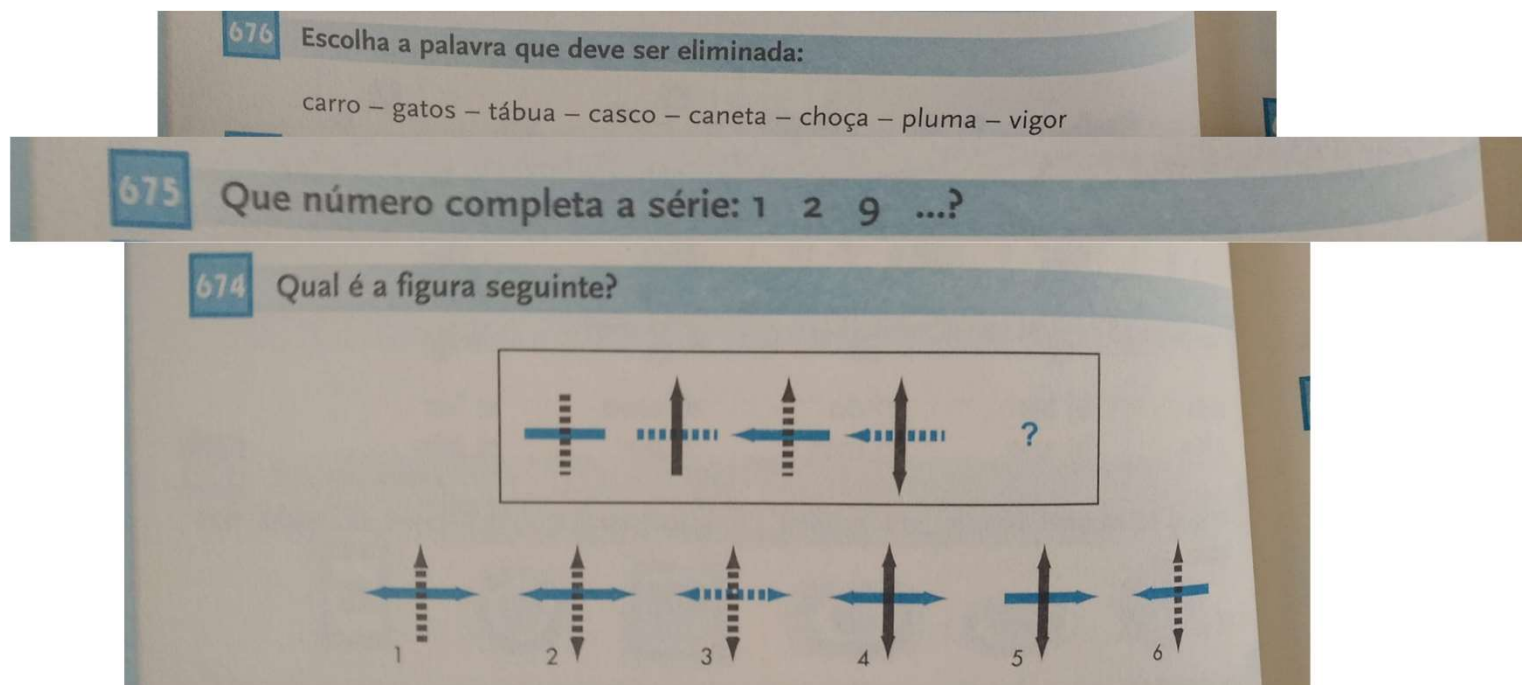 676 Escolha a palavra que deve ser eliminada:
carro – gatos – tábua – casco – caneta – choça – pluma – vigor
675 Que número completa a série: 1 2 9 ...?
674 Qual é a figura seguinte?
?
1 2 3 4 5 6